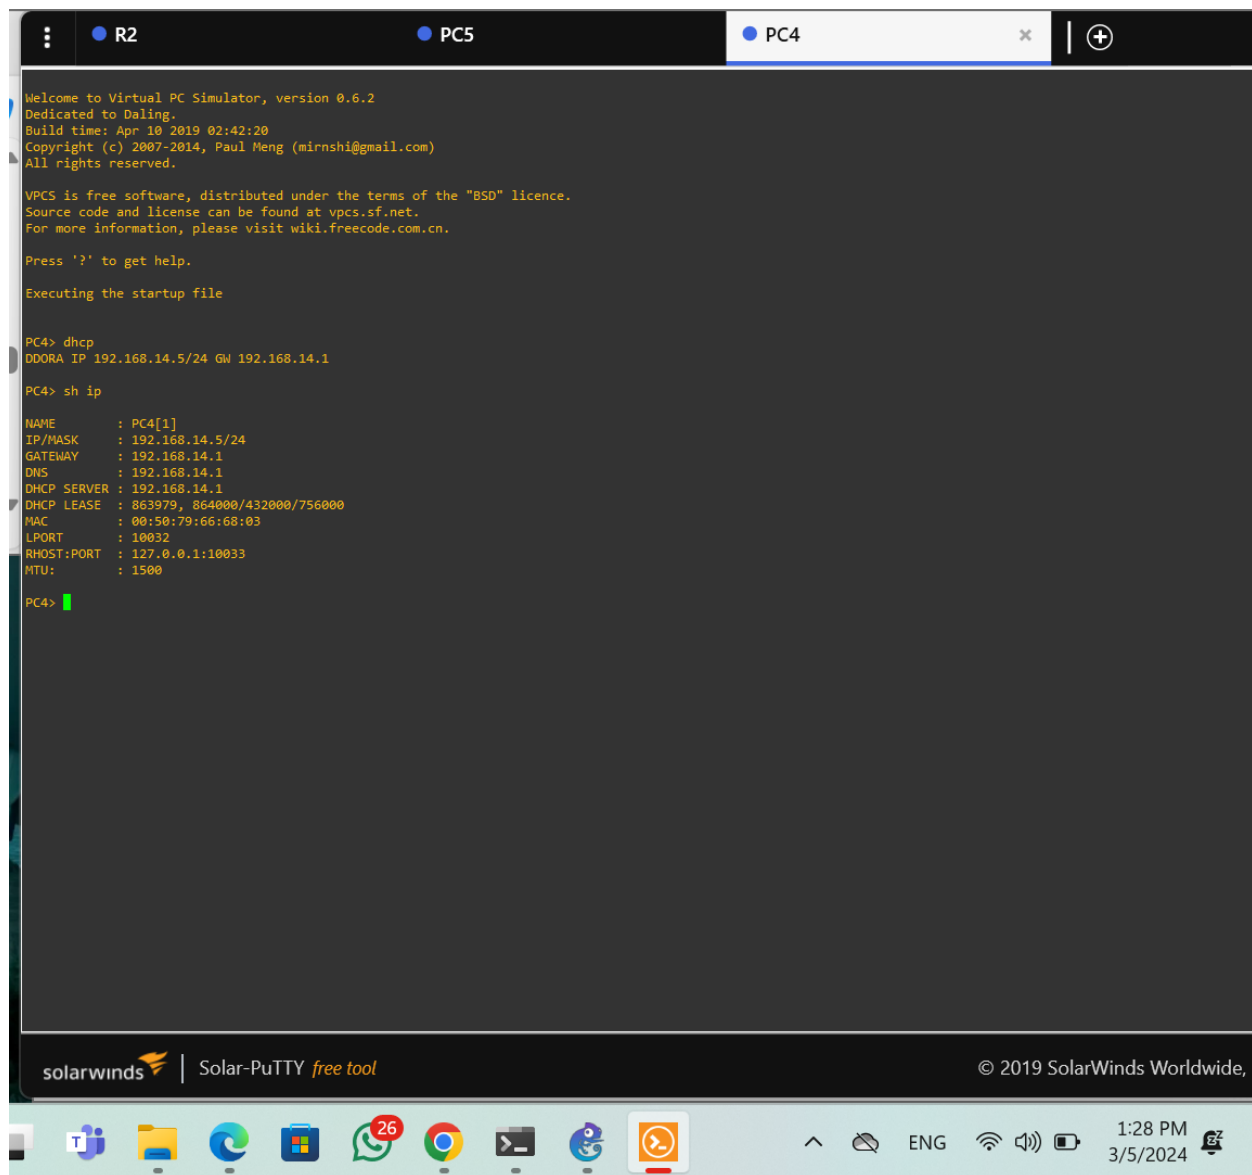 R2
PC5
PC4
Welcome to Virtual PC Simulator, version 0.6.2
Dedicated to Daling.
Build time: Apr 10 2019 02:42:20
Copyright (c) 2007-2014, Paul Meng (mirnshi@gmail.com)
All rights reserved.
VPCS is free software, distributed under the terms of the "BSD" licence.
Source code and license can be found at vpcs.sf.net.
For more information, please visit wiki.freecode.com.cn.
Press '?' to get help.
Executing the startup file
PC4> dhcp
DDORA IP 192.168.14.5/24 GW 192.168.14.1
PC4> sh ip
NAME        : PC4[1]
IP/MASK     : 192.168.14.5/24
GATEWAY     : 192.168.14.1
DNS         : 192.168.14.1
DHCP SERVER : 192.168.14.1
DHCP LEASE  : 863979, 864000/432000/756000
MAC         : 00:50:79:66:68:03
LPORT       : 10032
RHOST:PORT  : 127.0.0.1:10033
MTU:        : 1500
PC4>
solarwinds | Solar-PuTTY free tool
© 2019 SolarWinds Worldwide,
26
ENG
1:28 PM
3/5/2024